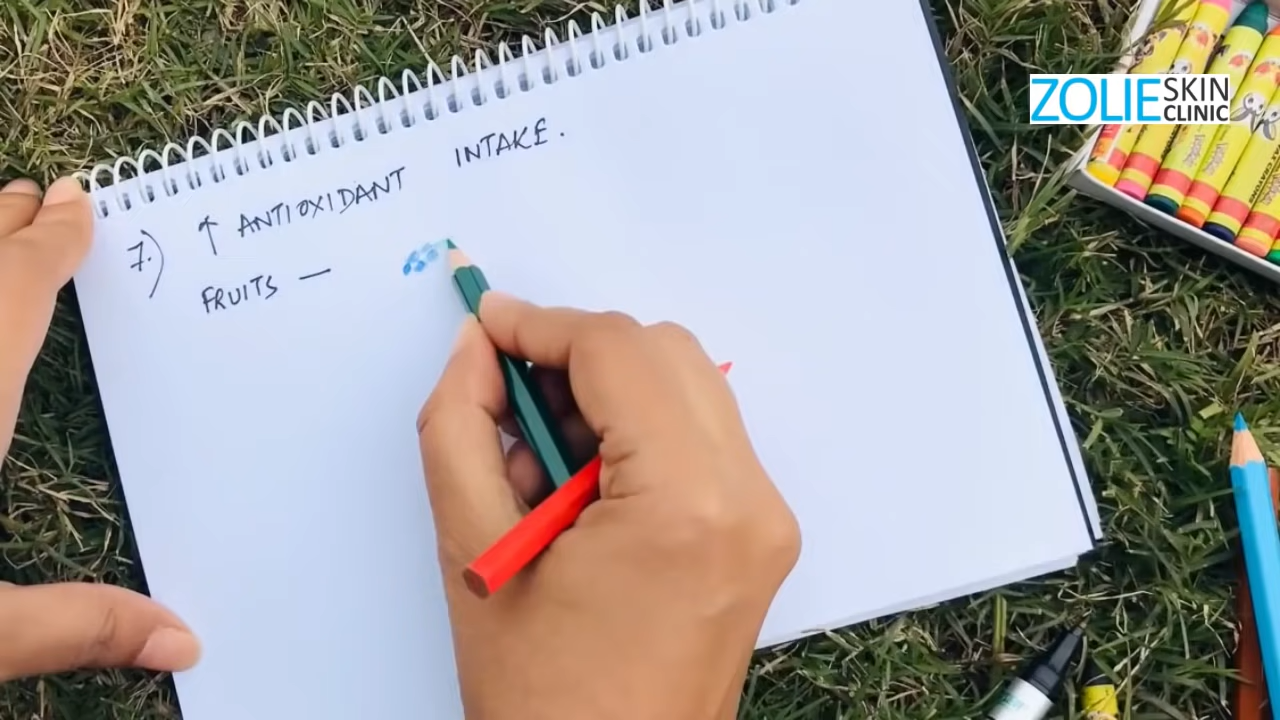 ZOLIE SKIN CLINIC
7.) ↑ ANTIOXIDANT INTAKE.
FRUITS —